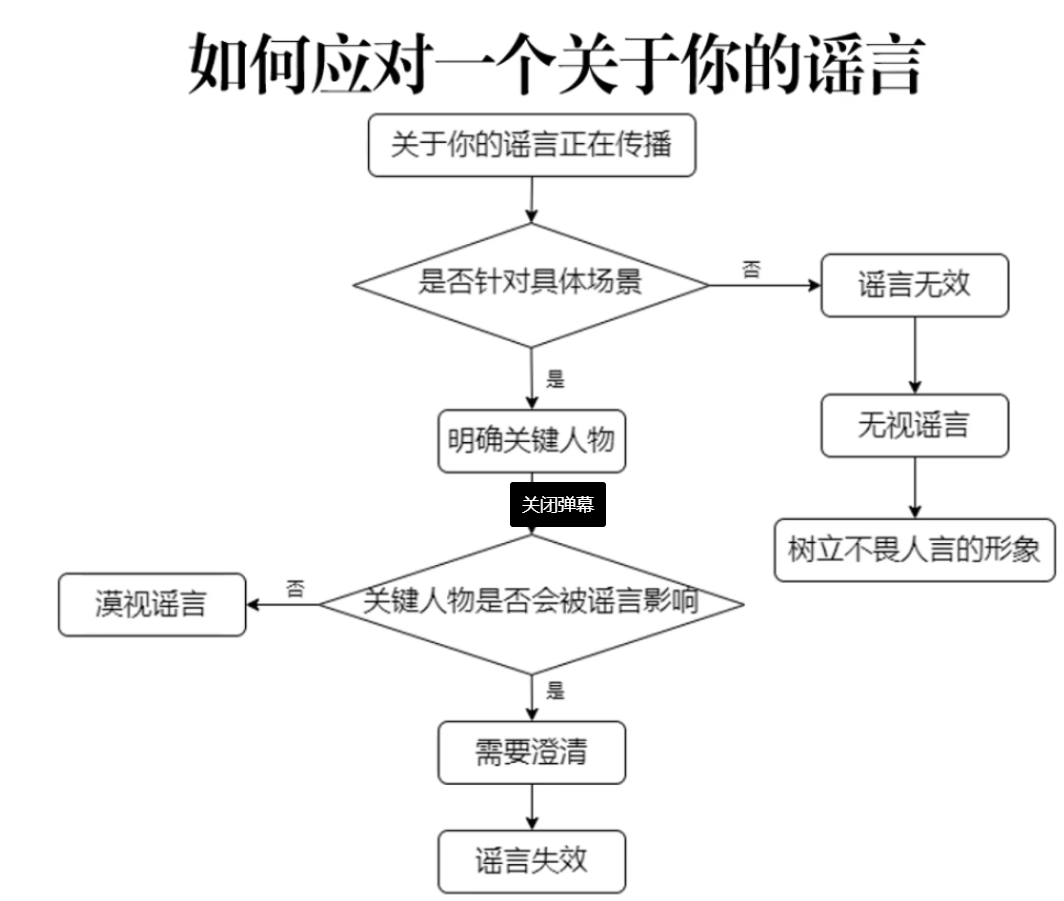 如何应对一个关于你的谣言
关于你的谣言正在传播
是否针对具体场景
否
谣言无效
是
无视谣言
明确关键人物
关闭弹幕
树立不畏人言的形象
否
漠视谣言
关键人物是否会被谣言影响
是
需要澄清
谣言失效